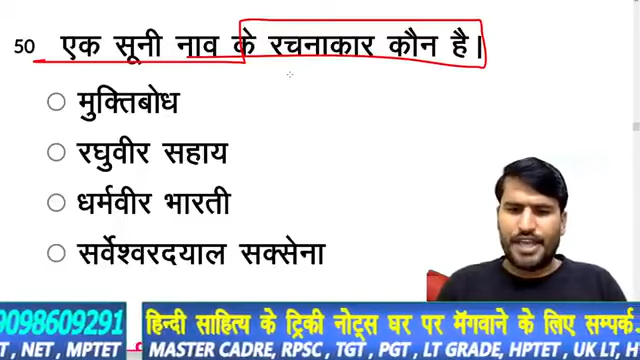 50 एक सूनी नाव के रचनाकार कौन है।
मुक्तिबोध
रघुवीर सहाय
धर्मवीर भारती
सर्वेश्वरदयाल सक्सेना
9098609291
हिन्दी साहित्य के ट्रिकी नोट्स घर पर मॅगवाने के लिए सम्पर्क
T, NET, MPTET
MASTER CADRE, RPSC, TGT, PGT, LT GRADE, HPTET, UK LT,